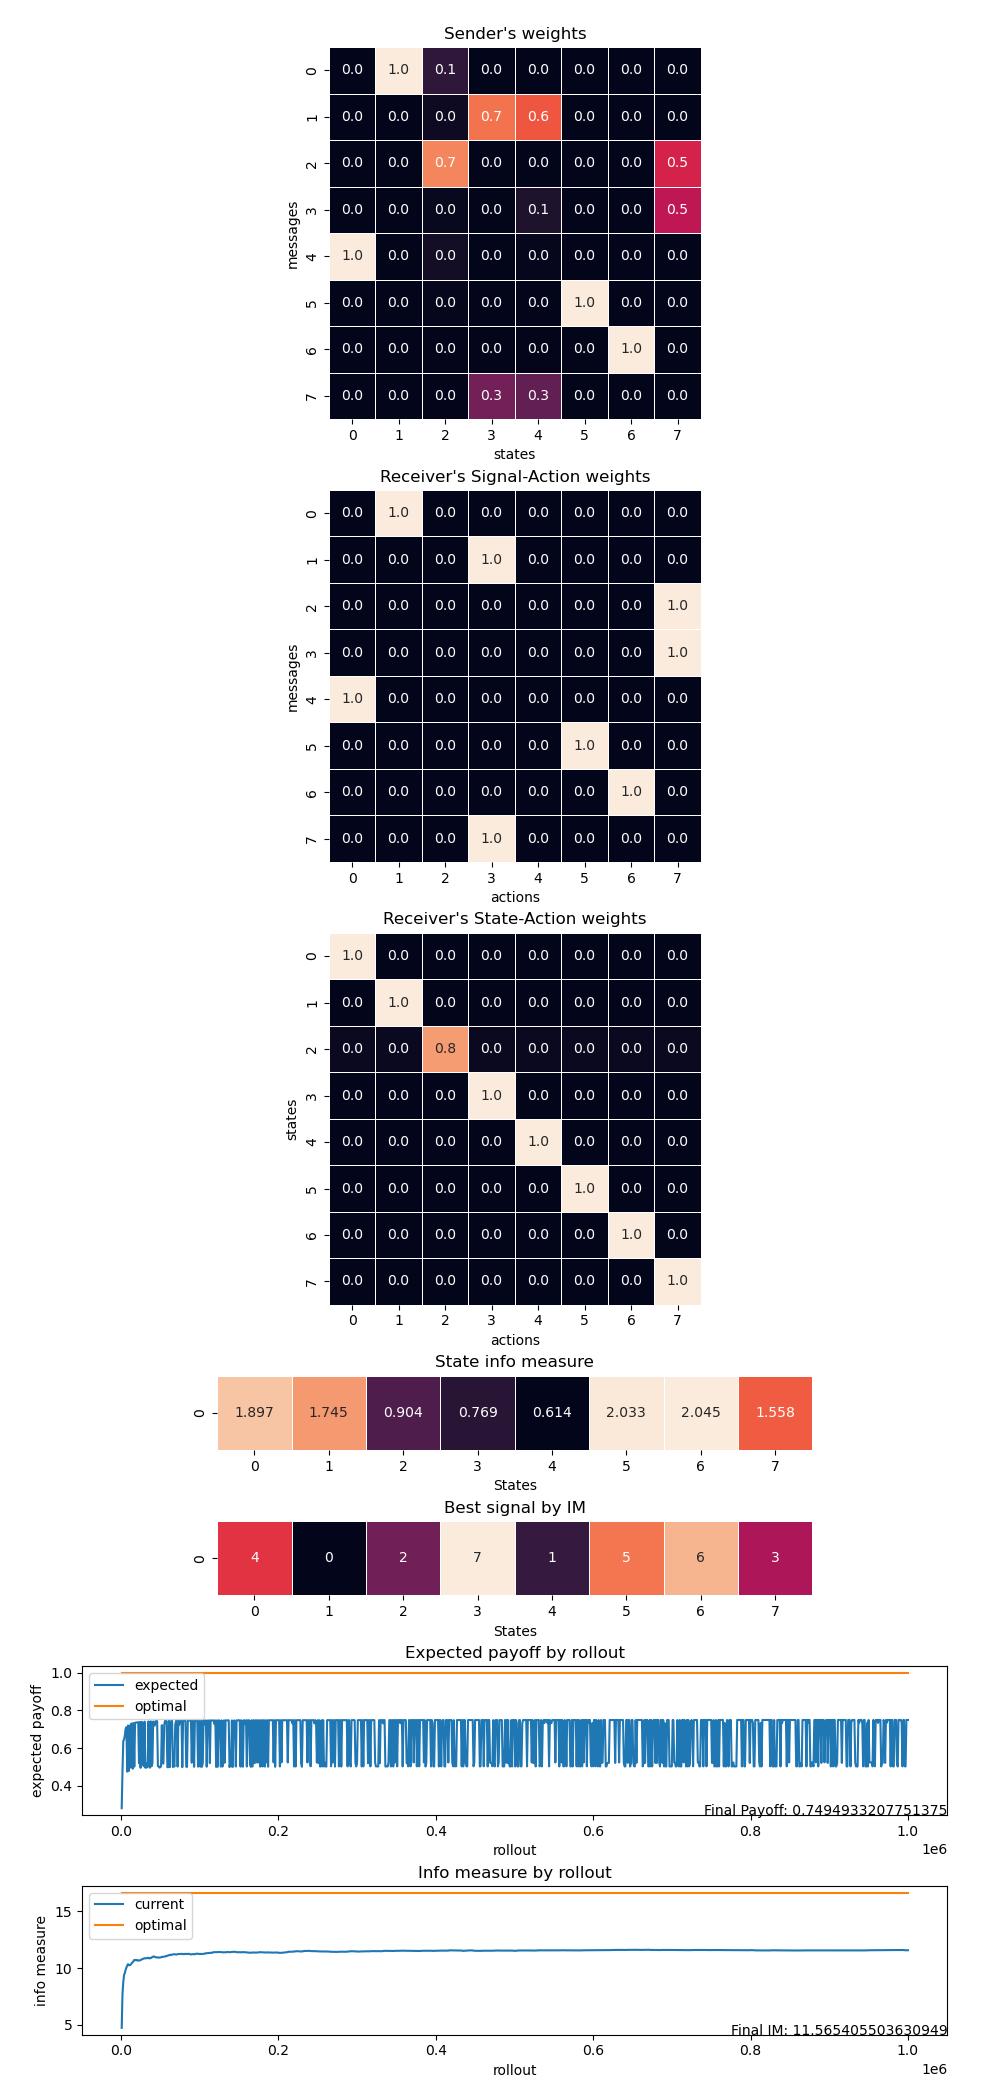 Sender's weights
0 0.0 1.0 0.1 0.0 0.0 0.0 0.0 0.0
1 0.0 0.0 0.0 0.7 0.6 0.0 0.0 0.0
2 0.0 0.0 0.7 0.0 0.0 0.0 0.0 0.5
3 0.0 0.0 0.0 0.0 0.1 0.0 0.0 0.5
4 1.0 0.0 0.0 0.0 0.0 0.0 0.0 0.0
5 0.0 0.0 0.0 0.0 0.0 1.0 0.0 0.0
6 0.0 0.0 0.0 0.0 0.0 0.0 1.0 0.0
7 0.0 0.0 0.0 0.3 0.3 0.0 0.0 0.0
messages
0 1 2 3 4 5 6 7
states
Receiver's Signal-Action weights
0 0.0 1.0 0.0 0.0 0.0 0.0 0.0 0.0
1 0.0 0.0 0.0 1.0 0.0 0.0 0.0 0.0
2 0.0 0.0 0.0 0.0 0.0 0.0 0.0 1.0
3 0.0 0.0 0.0 0.0 0.0 0.0 0.0 1.0
4 1.0 0.0 0.0 0.0 0.0 0.0 0.0 0.0
5 0.0 0.0 0.0 0.0 0.0 1.0 0.0 0.0
6 0.0 0.0 0.0 0.0 0.0 0.0 1.0 0.0
7 0.0 0.0 0.0 1.0 0.0 0.0 0.0 0.0
messages
0 1 2 3 4 5 6 7
actions
Receiver's State-Action weights
0 1.0 0.0 0.0 0.0 0.0 0.0 0.0 0.0
1 0.0 1.0 0.0 0.0 0.0 0.0 0.0 0.0
2 0.0 0.0 0.8 0.0 0.0 0.0 0.0 0.0
3 0.0 0.0 0.0 1.0 0.0 0.0 0.0 0.0
4 0.0 0.0 0.0 0.0 1.0 0.0 0.0 0.0
5 0.0 0.0 0.0 0.0 0.0 1.0 0.0 0.0
6 0.0 0.0 0.0 0.0 0.0 0.0 1.0 0.0
7 0.0 0.0 0.0 0.0 0.0 0.0 0.0 1.0
states
0 1 2 3 4 5 6 7
actions
State info measure
0 1.897 1.745 0.904 0.769 0.614 2.033 2.045 1.558
0 1 2 3 4 5 6 7
States
Best signal by IM
0 4 0 2 7 1 5 6 3
0 1 2 3 4 5 6 7
States
Expected payoff by rollout
expected
optimal
1.0
0.8
0.6
0.4
expected payoff
Final Payoff: 0.7494933207751375
0.0 0.2 0.4 0.6 0.8 1.0
1e6
rollout
Info measure by rollout
current
optimal
15
10
5
info measure
Final IM: 11.565405503630949
0.0 0.2 0.4 0.6 0.8 1.0
1e6
rollout